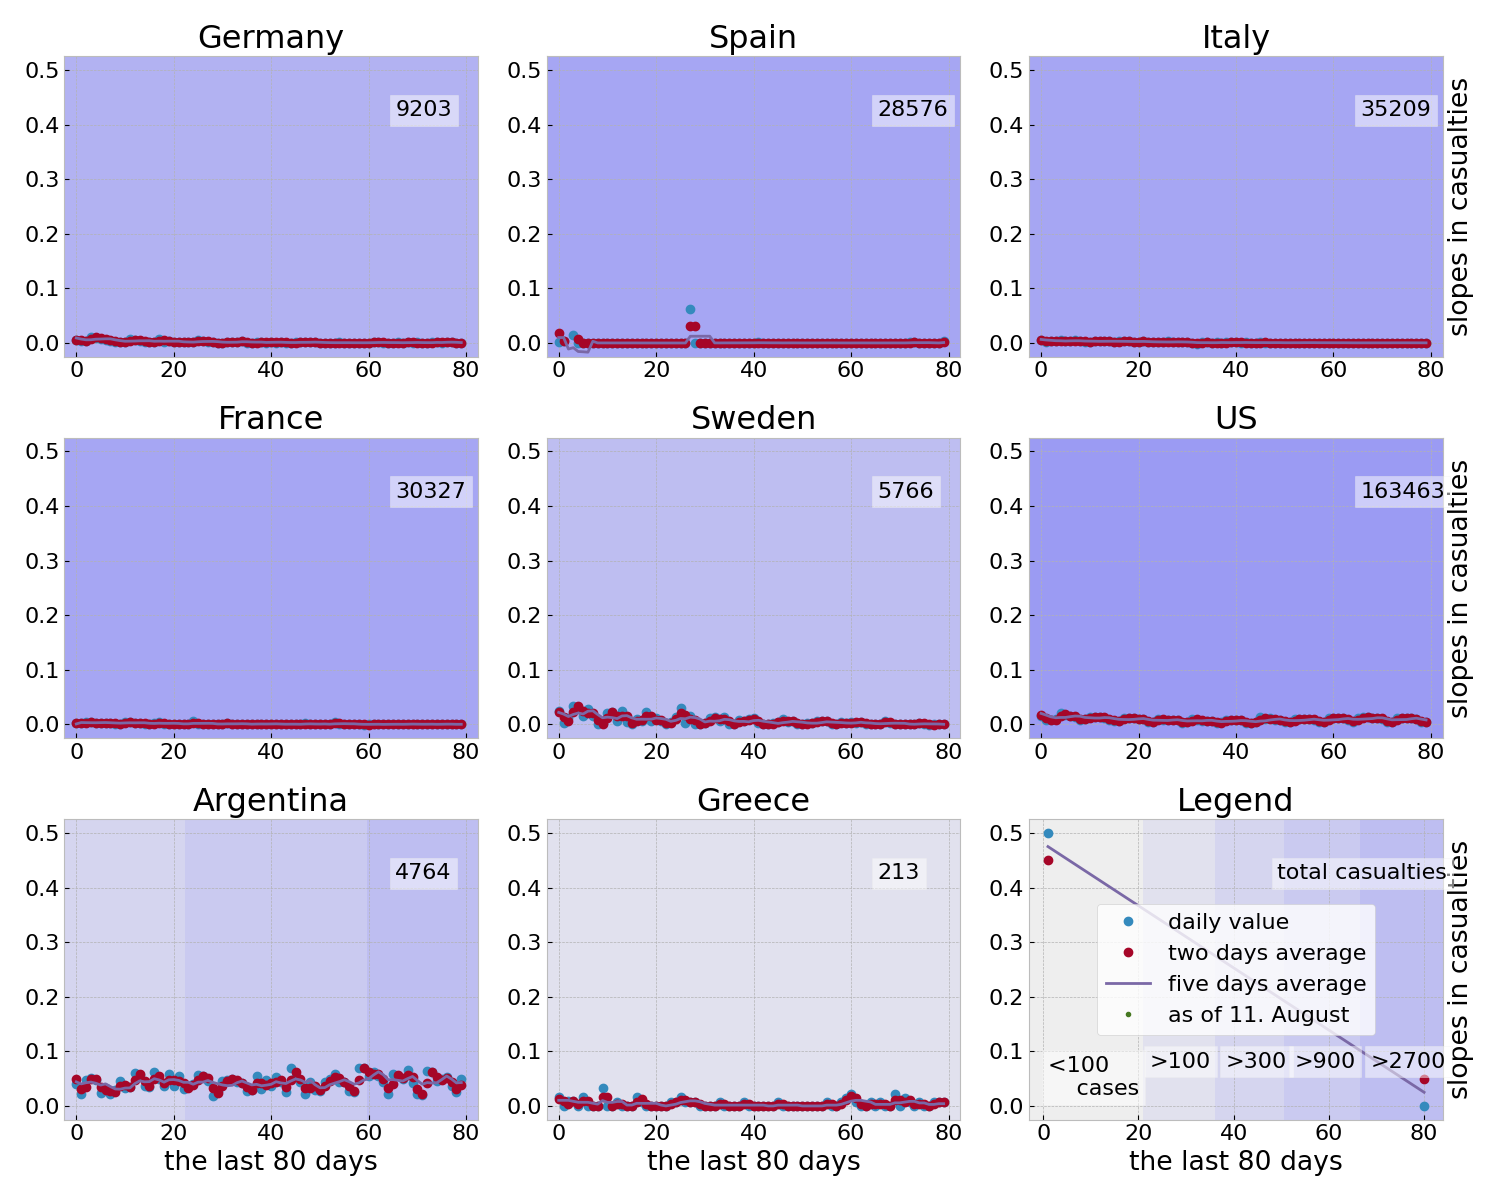 Germany
0.5
0.4
0.3
0.2
0.1
0.0
9203
0 20 40 60 80
Spain
0.5
0.4
0.3
0.2
0.1
0.0
28576
0 20 40 60 80
Italy
0.5
0.4
0.3
0.2
0.1
0.0
35209
0 20 40 60 80
slopes in casualties
France
0.5
0.4
0.3
0.2
0.1
0.0
30327
0 20 40 60 80
Sweden
0.5
0.4
0.3
0.2
0.1
0.0
5766
0 20 40 60 80
US
0.5
0.4
0.3
0.2
0.1
0.0
163463
0 20 40 60 80
slopes in casualties
Argentina
0.5
0.4
0.3
0.2
0.1
0.0
4764
0 20 40 60 80
the last 80 days
Greece
0.5
0.4
0.3
0.2
0.1
0.0
213
0 20 40 60 80
the last 80 days
Legend
0.5
0.4
0.3
0.2
0.1
0.0
total casualties
daily value
two days average
five days average
as of 11. August
<100 >100 >300 >900 >2700
cases
0 20 40 60 80
the last 80 days
slopes in casualties